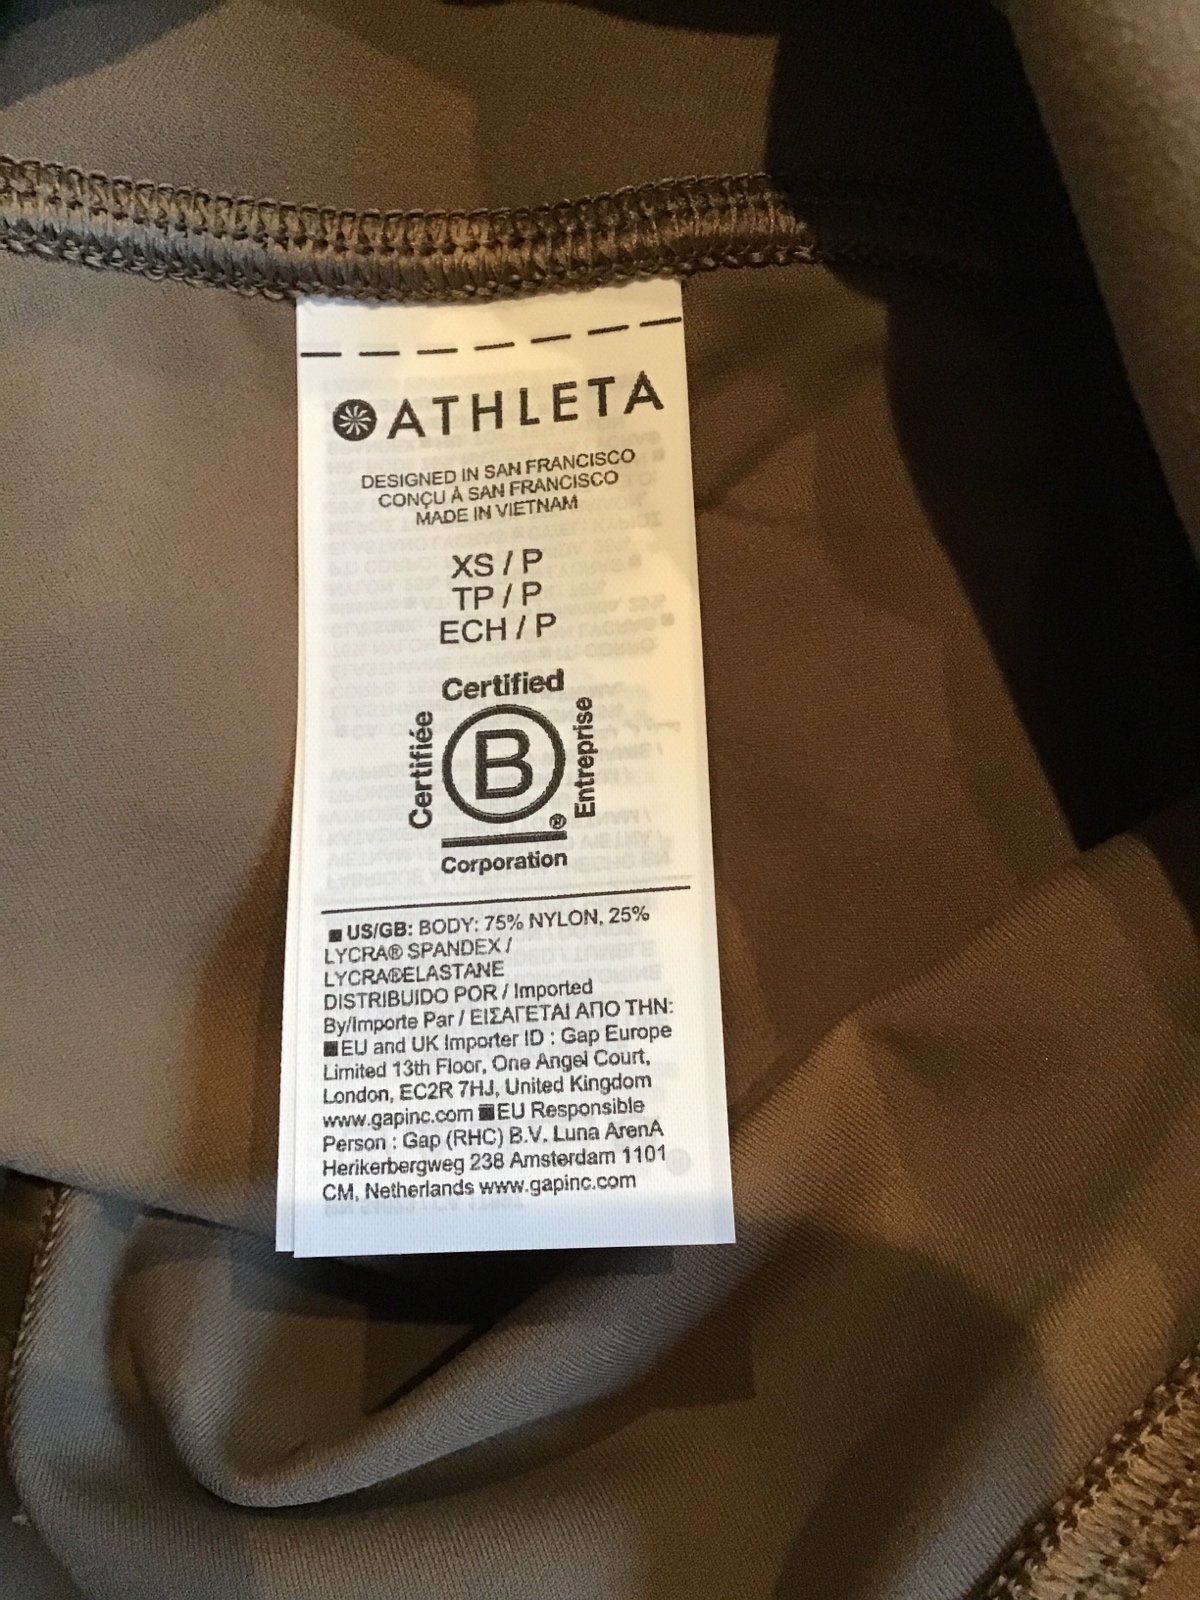 ATHLETA
DESIGNED IN SAN FRANCISCO
CONÇU À SAN FRANCISCO
MADE IN VIETNAM
XS / P
TP / P
ECH / P
Certified
Certifiée
B
Entreprise
®
Corporation
US/GB: BODY: 75% NYLON, 25%
LYCRA® SPANDEX /
LYCRA®ELASTANE
DISTRIBUIDO POR / Imported
By/Importe Par / ΕΙΣΑΓΕΤΑΙ ΑΠΟ ΤΗΝ:
EU and UK Importer ID : Gap Europe
Limited 13th Floor, One Angel Court,
London, EC2R 7HJ, United Kingdom
www.gapinc.com EU Responsible
Person : Gap (RHC) B.V. Luna ArenA
Herikerbergweg 238 Amsterdam 1101
CM, Netherlands www.gapinc.com